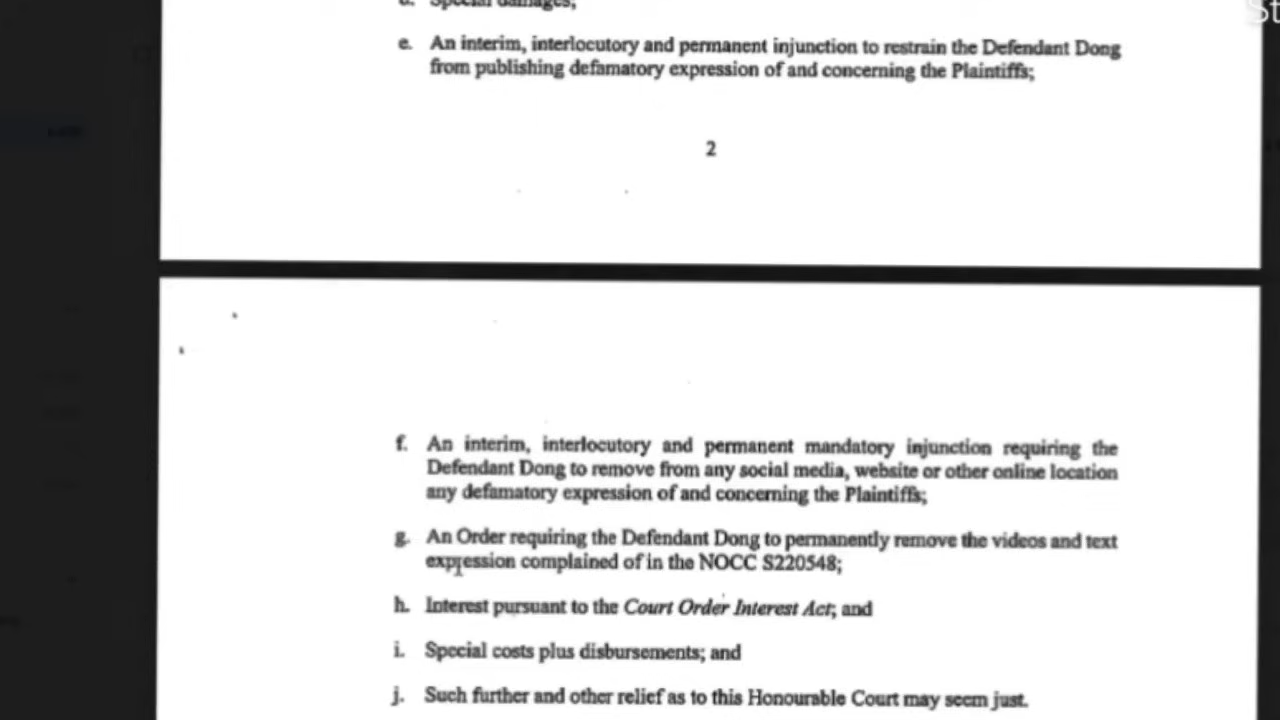 Special damages;
e. An interim, interlocutory and permanent injunction to restrain the Defendant Dong
from publishing defamatory expression of and concerning the Plaintiffs;
2
f. An interim, interlocutory and permanent mandatory injunction requiring the
Defendant Dong to remove from any social media, website or other online location
any defamatory expression of and concerning the Plaintiffs;
g. An Order requiring the Defendant Dong to permanently remove the videos and text
expression complained of in the NOCC S220548;
h. Interest pursuant to the Court Order Interest Act; and
i. Special costs plus disbursements; and
j. Such further and other relief as to this Honourable Court may seem just.